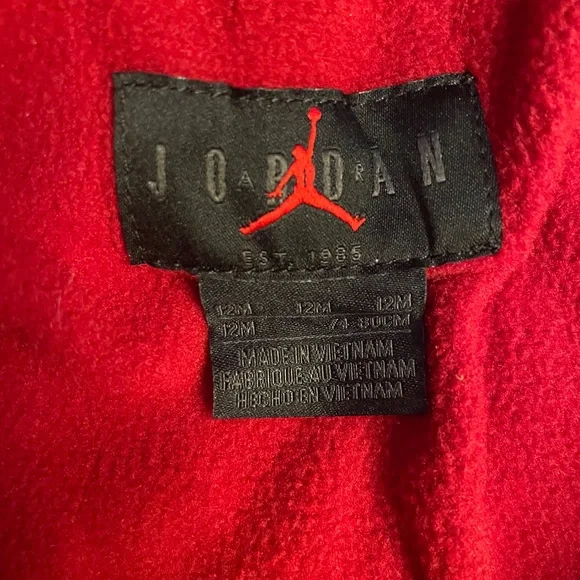 JORDAN
AIR
EST. 1985
12M 12M 12M
12M 74-80CM
MADE IN VIETNAM
FABRIQUE AU VIETNAM
HECHO EN VIETNAM